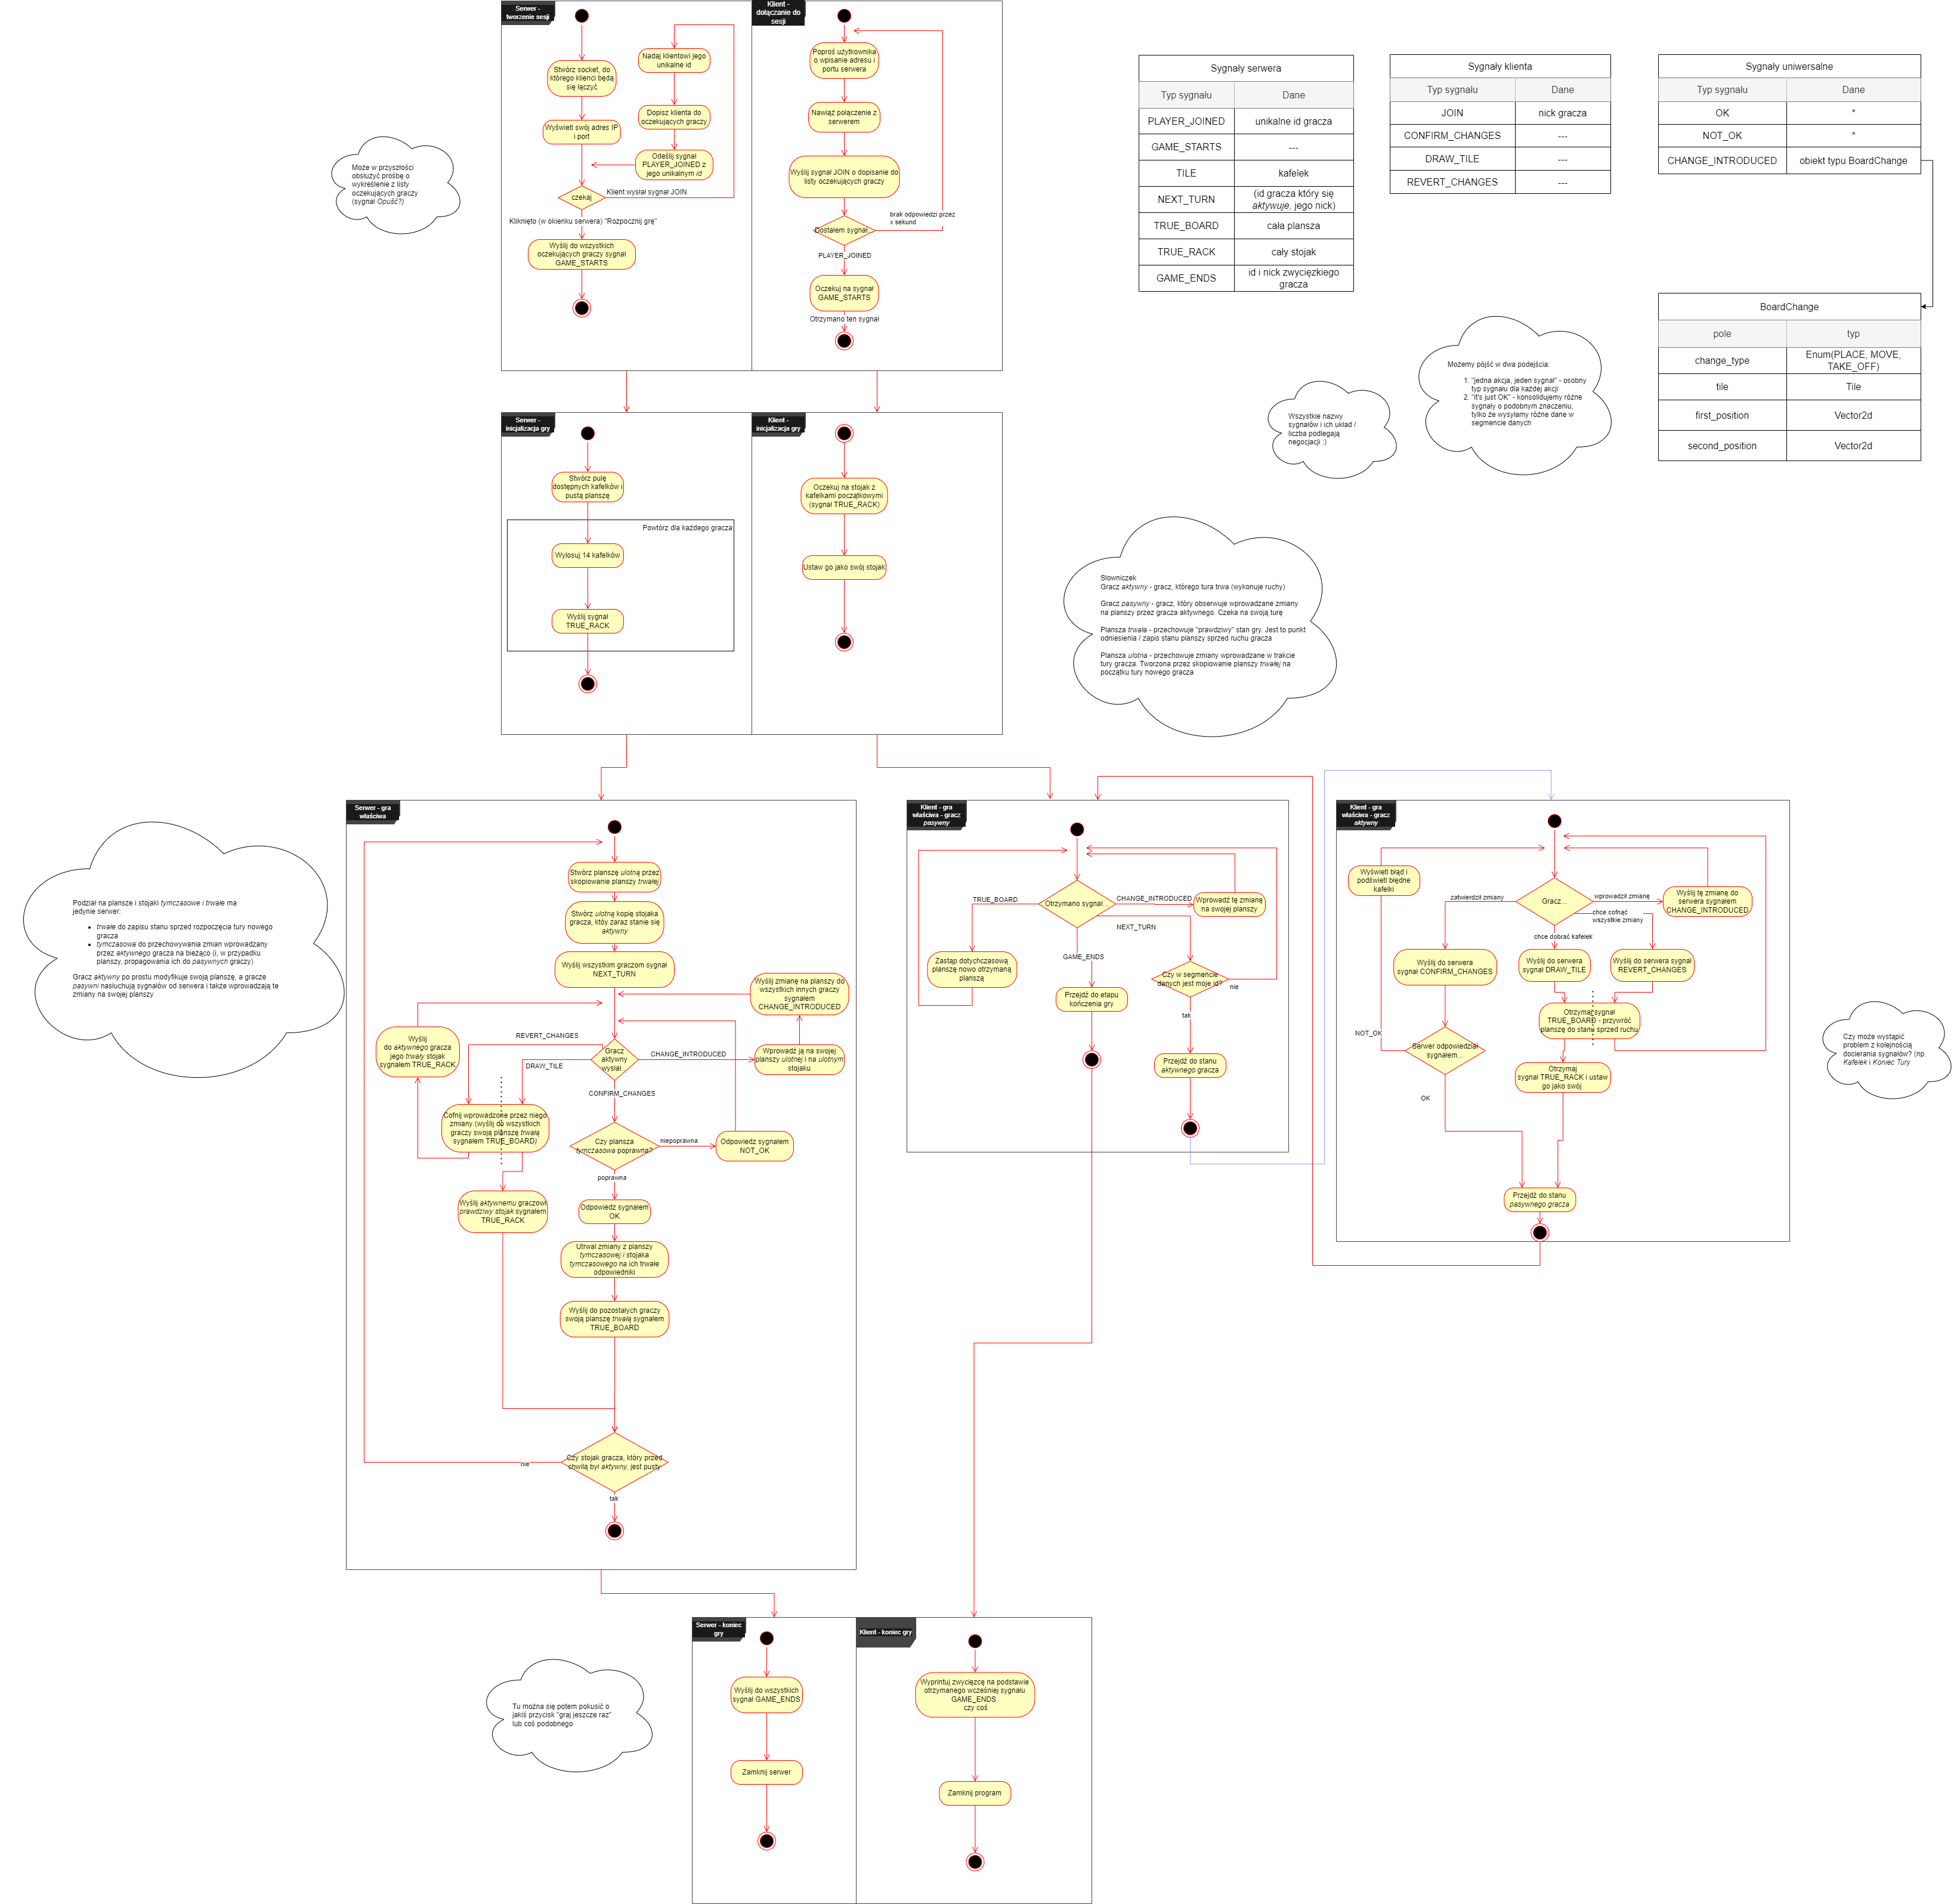 Serwer -
tworzenie sesji
Stwórz socket, do
którego klienci będą
się łączyć
Wyświetl swój adres IP
i port
czekaj
Klient wysłał sygnał JOIN
Nadaj klientowi jego
unikalne id
Dopisz klienta do
oczekujących graczy
Odeślij sygnał
PLAYER_JOINED z
jego unikalnym id
Kliknięto (w okienku serwera) "Rozpocznij grę"
Wyślij do wszystkich
oczekujących graczy sygnał
GAME_STARTS
Może w przyszłości
obsłużyć prośbę o
wykreślenie z listy
oczekujących graczy
(sygnał Opuść?)
Klient -
dołączanie do
sesji
Poproś użytkownika
o wpisanie adresu i
portu serwera
Nawiąż połączenie z
serwerem
Wyślij sygnał JOIN o dopisanie do
listy oczekujących graczy
Dostałem sygnał
brak odpowiedzi przez
x sekund
PLAYER_JOINED
Oczekuj na sygnał
GAME_STARTS
Otrzymano ten sygnał
Sygnały serwera
Typ sygnału Dane
PLAYER_JOINED unikalne id gracza
GAME_STARTS ---
TILE kafelek
NEXT_TURN (id gracza który się
aktywuje, jego nick)
TRUE_BOARD cała plansza
TRUE_RACK cały stojak
GAME_ENDS id i nick zwycięzkiego
gracza
Sygnały klienta
Typ sygnału Dane
JOIN nick gracza
CONFIRM_CHANGES ---
DRAW_TILE ---
REVERT_CHANGES ---
Sygnały uniwersalne
Typ sygnału Dane
OK *
NOT_OK *
CHANGE_INTRODUCED obiekt typu BoardChange
BoardChange
pole typ
change_type Enum(PLACE, MOVE,
TAKE_OFF)
tile Tile
first_position Vector2d
second_position Vector2d
Możemy pójść w dwa podejścia:
1. "jedna akcja, jeden sygnał" - osobny
typ sygnału dla każdej akcji
2. "it's just OK" - konsolidujemy różne
sygnały o podobnym znaczeniu,
tylko że wysyłamy różne dane w
segmencie danych
Wszystkie nazwy
sygnałów i ich układ /
liczba podlegają
negocjacji :)
Serwer -
inicjalizacja gry
Stwórz pulę
dostępnych kafelków i
pustą planszę
Powtórz dla każdego gracza
Wylosuj 14 kafelków
Wyślij sygnał
TRUE_RACK
Klient -
inicjalizacja gry
Oczekuj na stojak z
kafelkami początkowymi
(sygnał TRUE_RACK)
Ustaw go jako swój stojak
Słowniczek
Gracz aktywny - gracz, którego tura trwa (wykonuje ruchy)
Gracz pasywny - gracz, który obserwuje wprowadzane zmiany
na planszy przez gracza aktywnego. Czeka na swoją turę
Plansza trwała - przechowuje "prawdziwy" stan gry. Jest to punkt
odniesienia / zapis stanu planszy sprzed ruchu gracza
Plansza ulotna - przechowuje zmiany wprowadzane w trakcie
tury gracza. Tworzona przez skopiowanie planszy trwałej na
początku tury nowego gracza
Podział na plansze i stojaki tymczasowe i trwałe ma
jedynie serwer:
• trwałe do zapisu stanu sprzed rozpoczęcia tury nowego
gracza
• tymczasowa do przechowywania zmian wprowadzany
przez aktywnego gracza na bieżąco (i, w przypadku
planszy, propagowania ich do pasywnych graczy)
Gracz aktywny po prostu modyfikuje swoją planszę, a gracze
pasywni nasłuchują sygnałów od serwera i także wprowadzają te
zmiany na swojej planszy
Serwer - gra
właściwa
Stwórz planszę ulotną przez
skopiowanie planszy trwałej
Stwórz ulotną kopię stojaka
gracza, któy zaraz stanie się
aktywny
Wyślij wszystkim graczom sygnał
NEXT_TURN
Wyślij zmianę na planszy do
wszystkich innych graczy
sygnałem
CHANGE_INTRODUCED
Wyślij
do aktywnego gracza
jego trwały stojak
sygnałem TRUE_RACK
REVERT_CHANGES
Gracz
aktywny
wysłał...
CHANGE_INTRODUCED
Wprowadź ją na swojej
planszy ulotnej i na ulotnym
stojaku
DRAW_TILE
CONFIRM_CHANGES
Cofnij wprowadzone przez niego
zmiany (wyślij do wszystkich
graczy swoją planszę trwałą
sygnałem TRUE_BOARD)
Czy plansza
tymczasowa poprawna?
niepoprawna
Odpowiedz sygnałem
NOT_OK
poprawna
Wyślij aktywnemu graczowi
prawdziwy stojak sygnałem
TRUE_RACK
Odpowiedz sygnałem
OK
Utrwal zmiany z planszy
tymczasowej i stojaka
tymczasowego na ich trwałe
odpowiedniki
Wyślij do pozostałych graczy
swoją planszę trwałą sygnałem
TRUE_BOARD
Czy stojak gracza, który przed
chwilą był aktywny, jest pusty
nie
tak
Klient - gra
właściwa - gracz
pasywny
TRUE_BOARD
Otrzymano sygnał...
CHANGE_INTRODUCED
Wprowadź tę zmianę
na swojej planszy
NEXT_TURN
Zastąp dotychczasową
planszę nowo otrzymaną
planszą
GAME_ENDS
Czy w segmencie
danych jest moje id?
nie
Przejdź do etapu
kończenia gry
tak
Przejdź do stanu
aktywnego gracza
Klient - gra
właściwa - gracz
aktywny
Wyświetl błąd i
podświetl błędne
kafelki
zatwierdził zmiany
Gracz...
wprowadził zmianę
Wyślij tę zmianę do
serwera sygnałem
CHANGE_INTRODUCED
chce cofnąć
wszystkie zmiany
chce dobrać kafelek
Wyślij do serwera
sygnał CONFIRM_CHANGES
Wyślij do serwera
sygnał DRAW_TILE
Wyślij do serwera sygnał
REVERT_CHANGES
Otrzymaj sygnał
TRUE_BOARD - przywróć
planszę do stanu sprzed ruchu
NOT_OK
Serwer odpowiedział
sygnałem...
Otrzymaj
sygnał TRUE_RACK i ustaw
go jako swój
OK
Przejdź do stanu
pasywnego gracza
Czy może wystąpić
problem z kolejnością
docierania sygnałów? (np.
Kafelek i Koniec Tury
Serwer - koniec
gry
Wyślij do wszystkich
sygnał GAME_ENDS
Zamknij serwer
Klient - koniec gry
Wyprintuj zwycięzcę na podstawie
otrzymanego wcześniej sygnału
GAME_ENDS
czy coś
Zamknij program
Tu można się potem pokusić o
jakiś przycisk "graj jeszcze raz"
lub coś podobnego